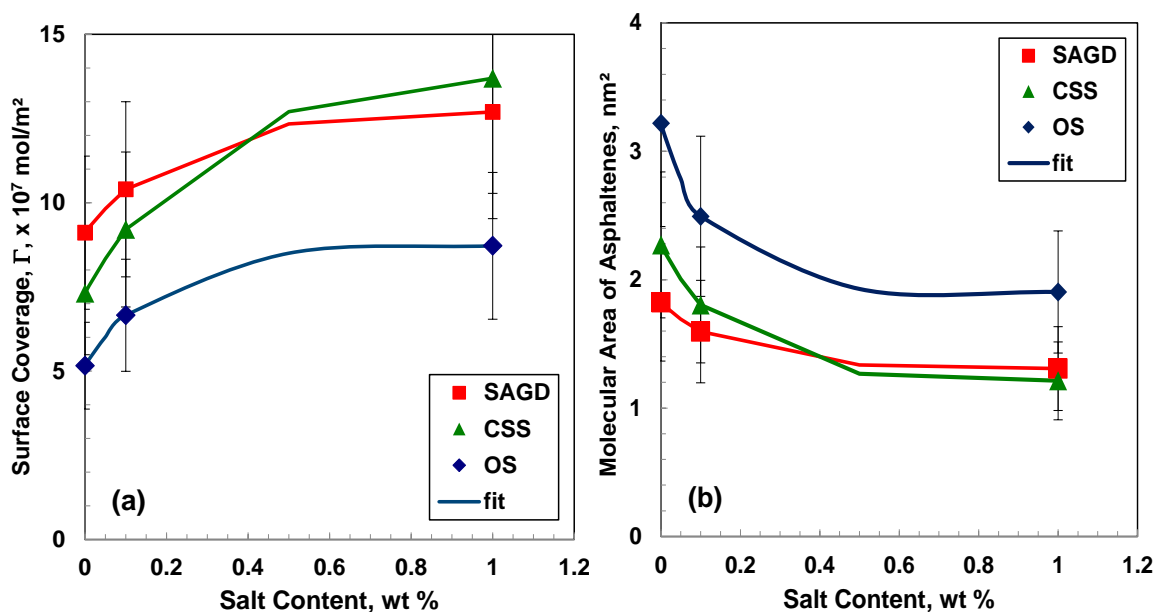 Surface Coverage, Γ, x 10⁷ mol/m²
15
10
5
0
SAGD
CSS
OS
fit
(a)
0 0.2 0.4 0.6 0.8 1 1.2
Salt Content, wt %
Molecular Area of Asphaltenes, nm²
4
3
2
1
0
SAGD
CSS
OS
fit
(b)
0 0.2 0.4 0.6 0.8 1 1.2
Salt Content, wt %